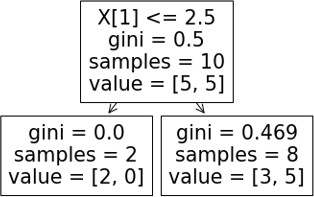 X[1] <= 2.5
gini = 0.5
samples = 10
value = [5, 5]
gini = 0.0
samples = 2
value = [2, 0]
gini = 0.469
samples = 8
value = [3, 5]